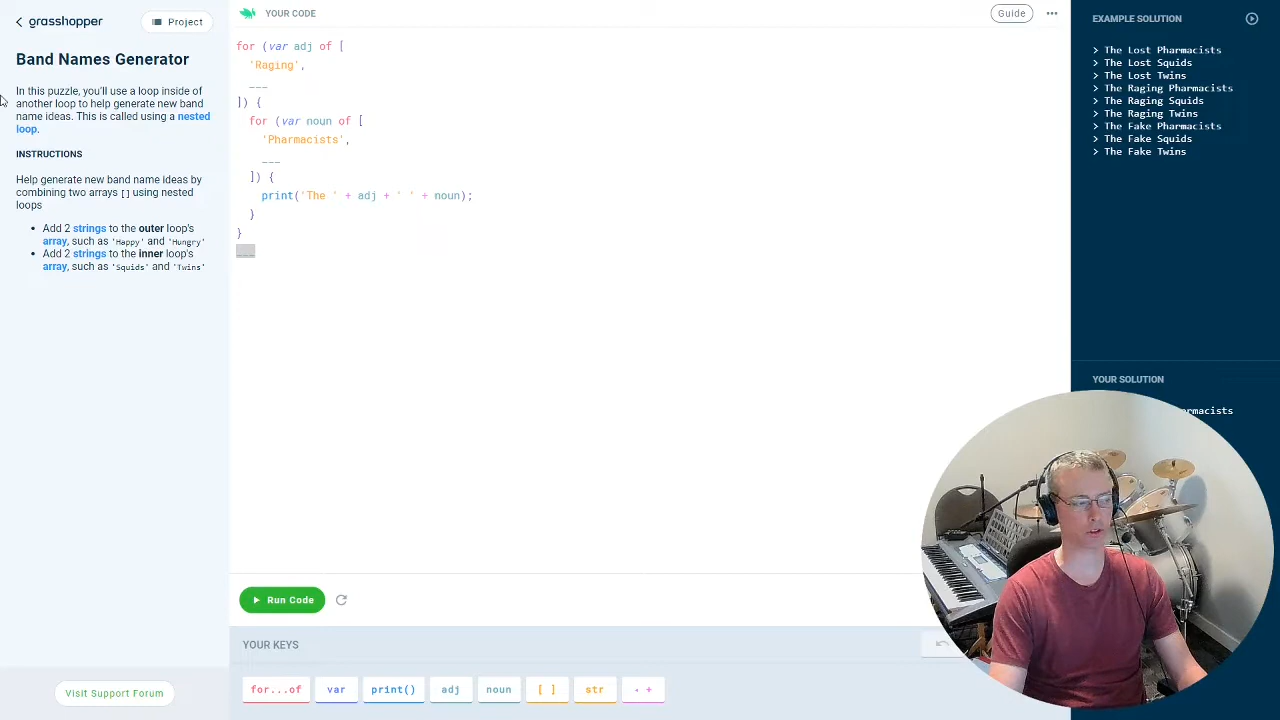 grasshopper
Project
Band Names Generator
In this puzzle, you'll use a loop inside of
another loop to help generate new band
name ideas. This is called using a nested
loop.
INSTRUCTIONS
Help generate new band name ideas by
combining two arrays [] using nested
loops
• Add 2 strings to the outer loop's
array, such as 'Happy' and 'Hungry'
• Add 2 strings to the inner loop's
array, such as 'Squids' and 'Twins'
Visit Support Forum
YOUR CODE
Guide
for (var adj of [
'Raging',
___
]) {
for (var noun of [
'Pharmacists',
___
]) {
print('The ' + adj + ' ' + noun);
}
}
___
Run Code
YOUR KEYS
for...of
var
print()
adj
noun
[ ]
str
EXAMPLE SOLUTION
> The Lost Pharmacists
> The Lost Squids
> The Lost Twins
> The Raging Pharmacists
> The Raging Squids
> The Raging Twins
> The Fake Pharmacists
> The Fake Squids
> The Fake Twins
YOUR SOLUTION